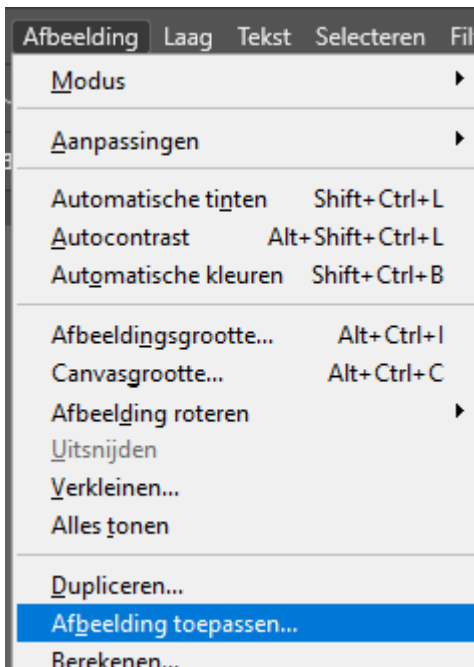 Afbeelding Laag Tekst Selecteren Fil
Modus
Aanpassingen
Automatische tinten Shift+Ctrl+L
Autocontrast Alt+Shift+Ctrl+L
Automatische kleuren Shift+Ctrl+B
Afbeeldingsgrootte... Alt+Ctrl+I
Canvasgrootte... Alt+Ctrl+C
Afbeelding roteren
Uitsnijden
Verkleinen...
Alles tonen
Dupliceren...
Afbeelding toepassen...
Berekenen...